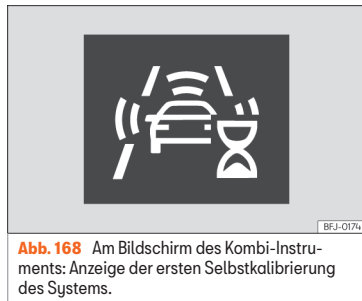 BFJ-0174
Abb. 168 Am Bildschirm des Kombi-Instru-
ments: Anzeige der ersten Selbstkalibrierung
des Systems.